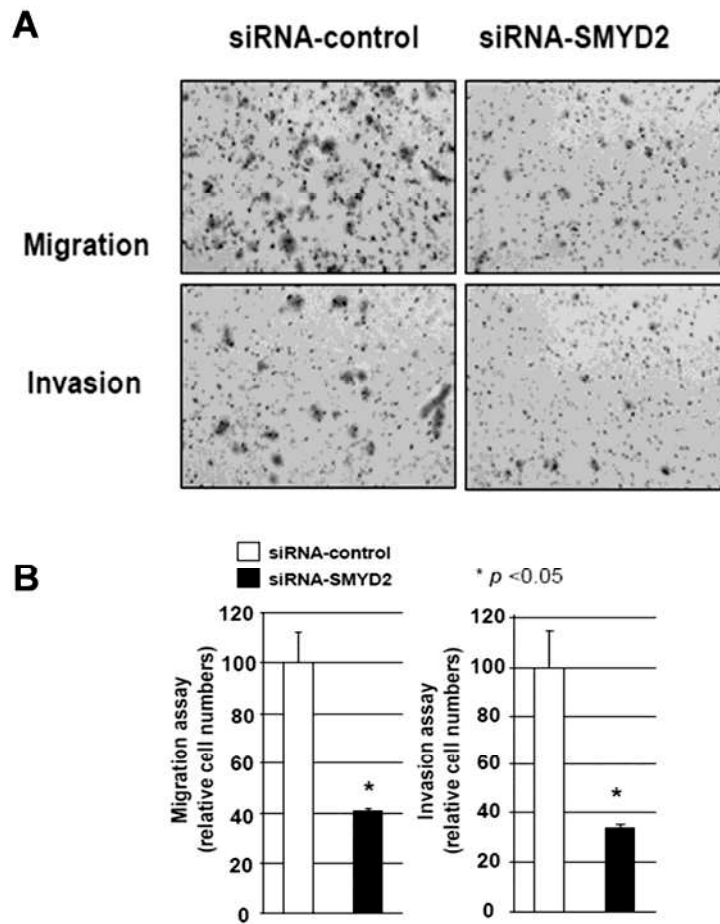 A
siRNA-control siRNA-SMYD2
Migration
Invasion
B
siRNA-control
siRNA-SMYD2
* p <0.05
Migration assay
(relative cell numbers)
120
100
80
60
40
20
0
*
Invasion assay
(relative cell numbers)
120
100
80
60
40
20
0
*